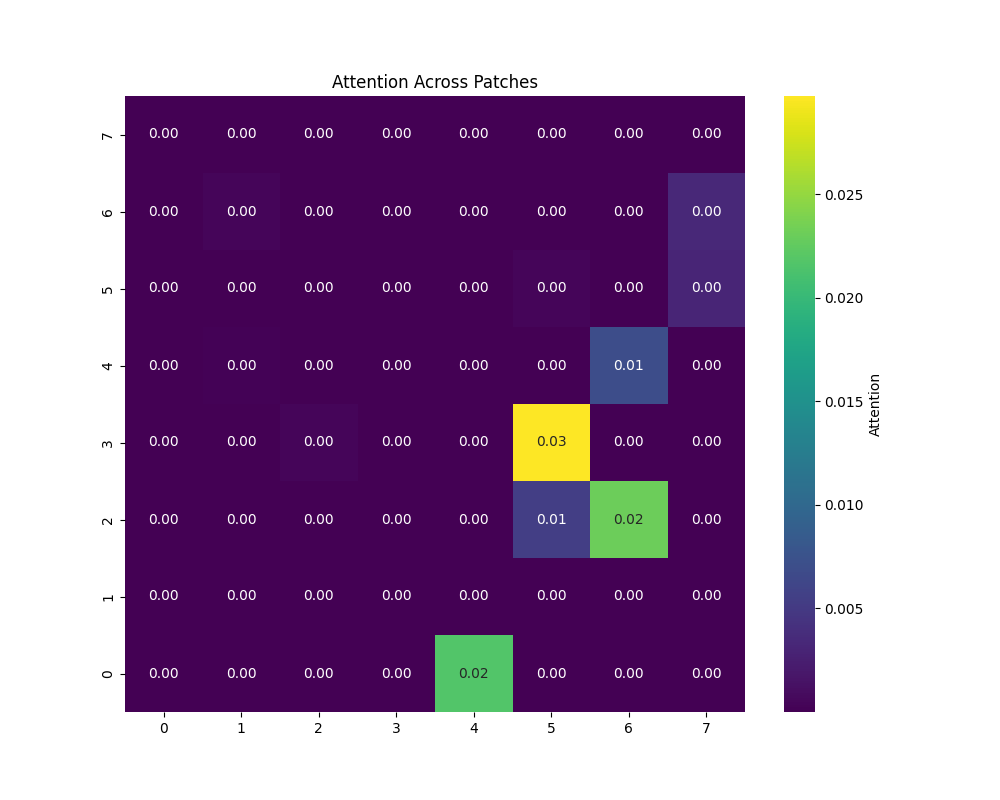 Attention Across Patches
7 0.00 0.00 0.00 0.00 0.00 0.00 0.00 0.00
6 0.00 0.00 0.00 0.00 0.00 0.00 0.00 0.00
5 0.00 0.00 0.00 0.00 0.00 0.00 0.00 0.00
4 0.00 0.00 0.00 0.00 0.00 0.00 0.01 0.00
3 0.00 0.00 0.00 0.00 0.00 0.03 0.00 0.00
2 0.00 0.00 0.00 0.00 0.00 0.01 0.02 0.00
1 0.00 0.00 0.00 0.00 0.00 0.00 0.00 0.00
0 0.00 0.00 0.00 0.00 0.02 0.00 0.00 0.00
0 1 2 3 4 5 6 7
0.025
0.020
0.015
0.010
0.005
Attention